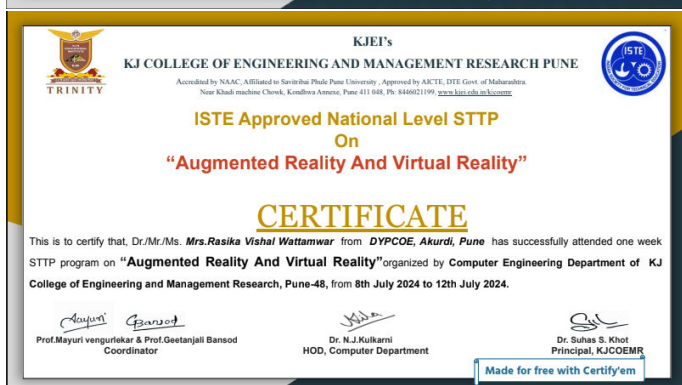 KJEI's
KJ COLLEGE OF ENGINEERING AND MANAGEMENT RESEARCH PUNE
Accredited by NAAC, Affiliated to Savitribai Phule Pune University , Approved by AICTE, DTE Govt. of Maharashtra.
Near Khadi machine Chowk, Kondhwa Annexe, Pune 411 048, Ph: 8446021199, www.kjei.edu.in/kjcoemr
TRINITY
ISTE
ISTE Approved National Level STTP
On
“Augmented Reality And Virtual Reality”
CERTIFICATE
This is to certify that, Dr./Mr./Ms. Mrs.Rasika Vishal Wattamwar from DYPCOE, Akurdi, Pune has successfully attended one week
STTP program on “Augmented Reality And Virtual Reality”organized by Computer Engineering Department of KJ
College of Engineering and Management Research, Pune-48, from 8th July 2024 to 12th July 2024.
Prof.Mayuri vengurlekar & Prof.Geetanjali Bansod
Coordinator
Dr. N.J.Kulkarni
HOD, Computer Department
Dr. Suhas S. Khot
Principal, KJCOEMR
Made for free with Certify'em